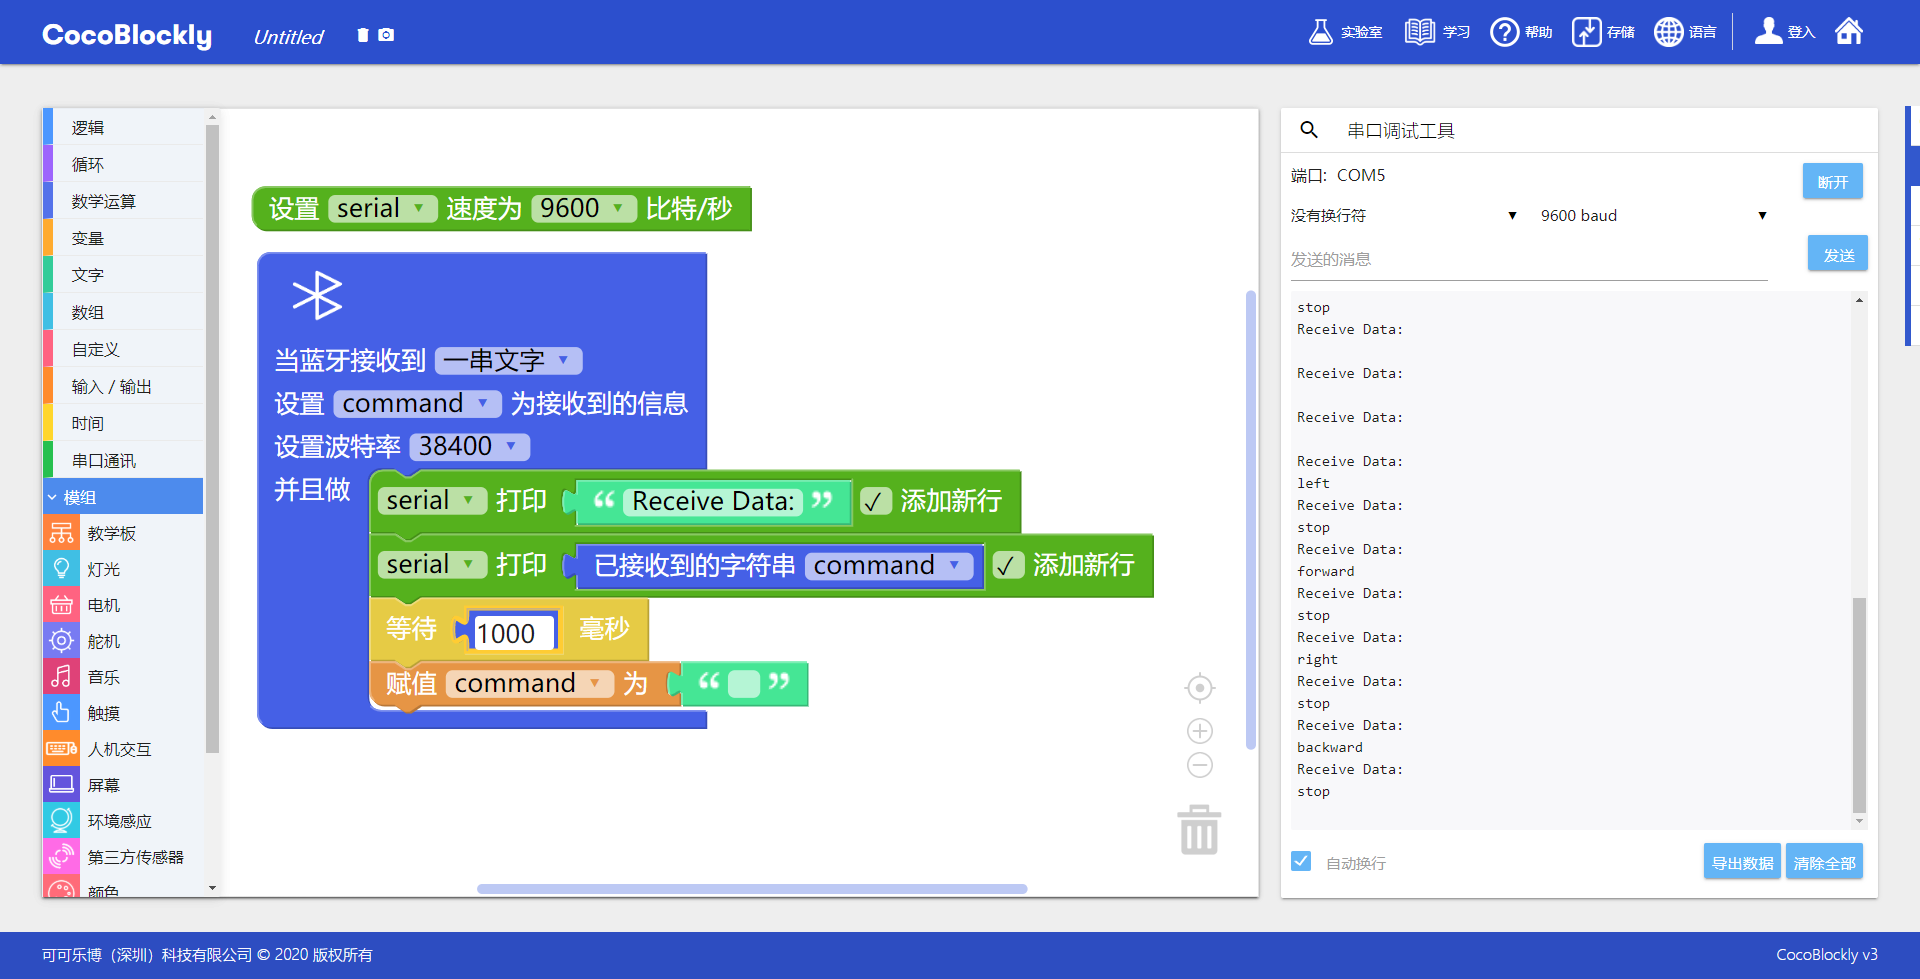 CocoBlockly
Untitled
实验室
学习
帮助
存储
语言
登入
逻辑
循环
数学运算
变量
文字
数组
自定义
输入 / 输出
时间
串口通讯
模组
教学板
灯光
电机
舵机
音乐
触摸
人机交互
屏幕
环境感应
第三方传感器
颜色
设置 serial 速度为 9600 比特/秒
当蓝牙接收到 一串文字
设置 command 为接收到的信息
设置波特率 38400
并且做
serial 打印 “ Receive Data: ” ✓ 添加新行
serial 打印 已接收到的字符串 command ✓ 添加新行
等待 1000 毫秒
赋值 command 为 “ ”
串口调试工具
端口: COM5
断开
没有换行符
9600 baud
发送的消息
发送
stop
Receive Data:
Receive Data:
Receive Data:
Receive Data:
left
Receive Data:
stop
Receive Data:
forward
Receive Data:
stop
Receive Data:
right
Receive Data:
stop
Receive Data:
backward
Receive Data:
stop
自动换行
导出数据
清除全部
可可乐博（深圳）科技有限公司 © 2020 版权所有
CocoBlockly v3